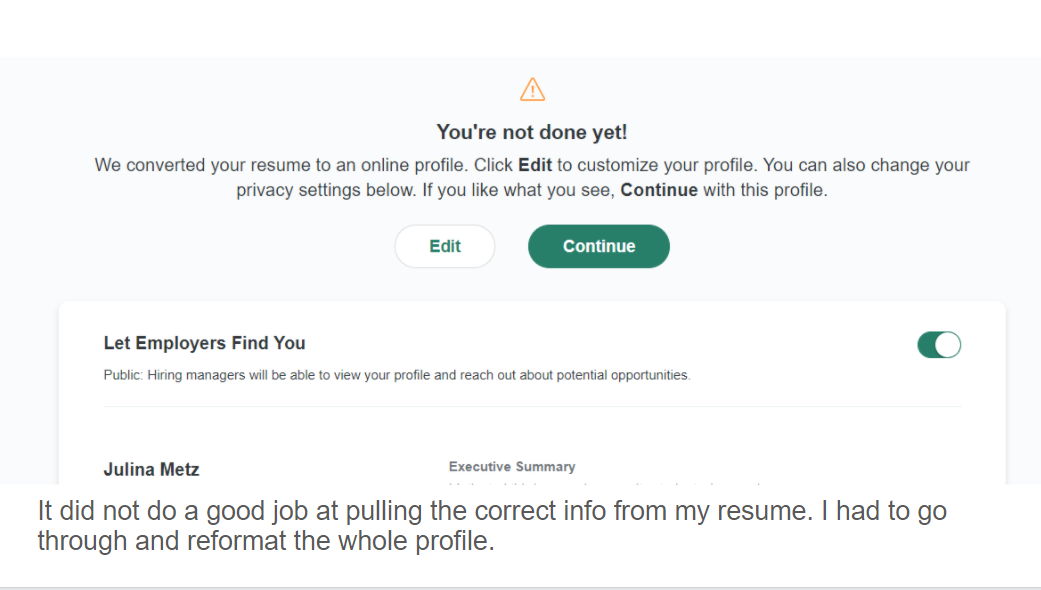 You're not done yet!
We converted your resume to an online profile. Click Edit to customize your profile. You can also change your
privacy settings below. If you like what you see, Continue with this profile.
Edit
Continue
Let Employers Find You
Public: Hiring managers will be able to view your profile and reach out about potential opportunities.
Julina Metz
Executive Summary
It did not do a good job at pulling the correct info from my resume. I had to go
through and reformat the whole profile.